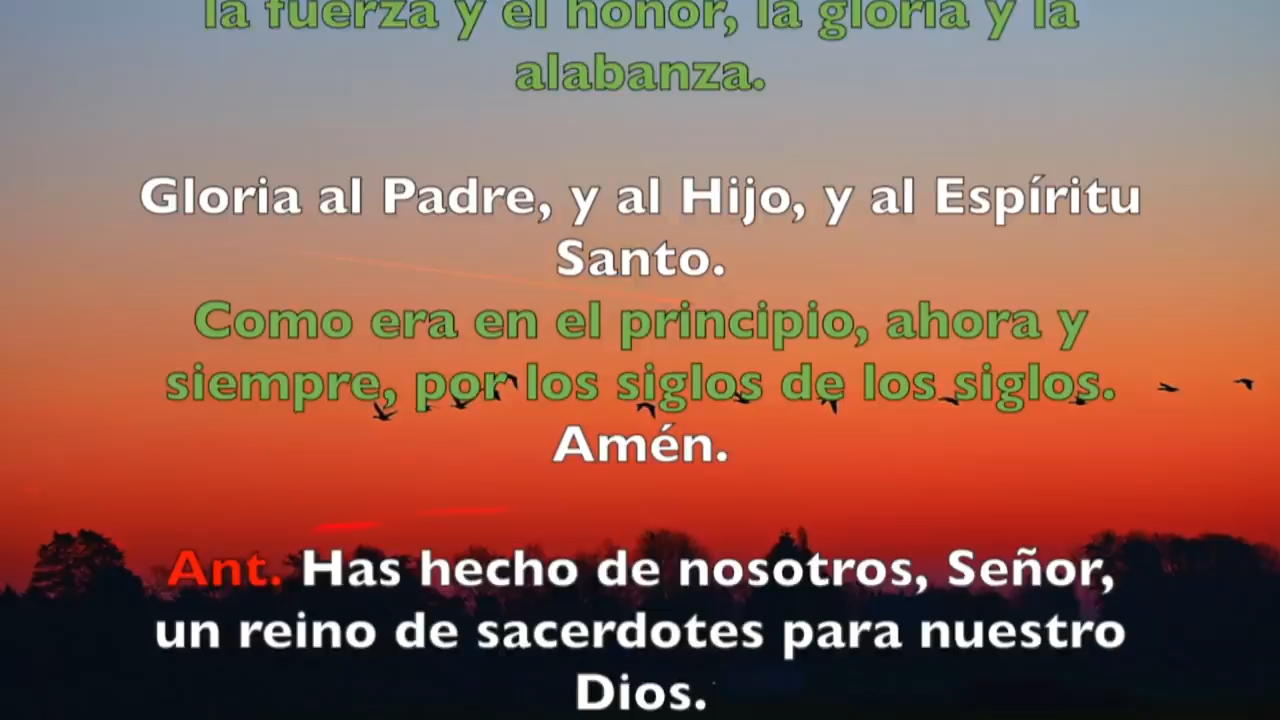 la fuerza y el honor, la gloria y la
alabanza.
Gloria al Padre, y al Hijo, y al Espíritu
Santo.
Como era en el principio, ahora y
siempre, por los siglos de los siglos.
Amén.
Ant. Has hecho de nosotros, Señor,
un reino de sacerdotes para nuestro
Dios.